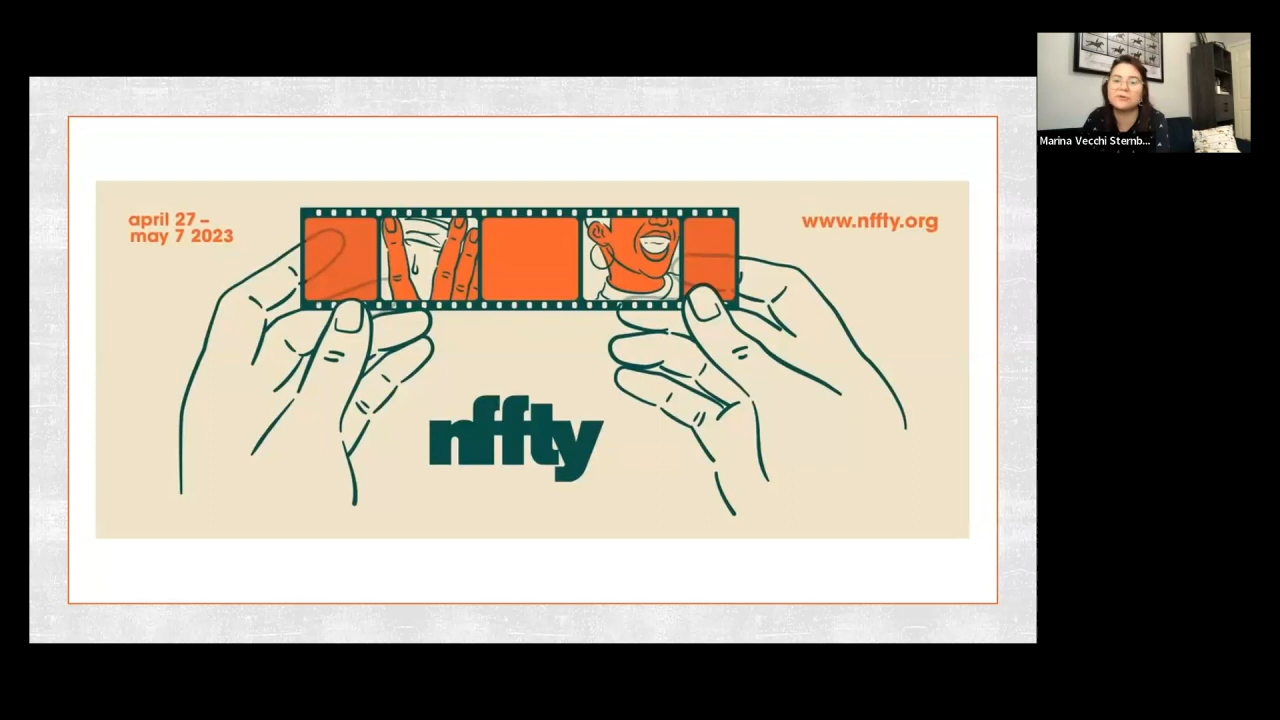 april 27 –
may 7 2023
www.nffty.org
nffty
Marina Vecchi Sternb...